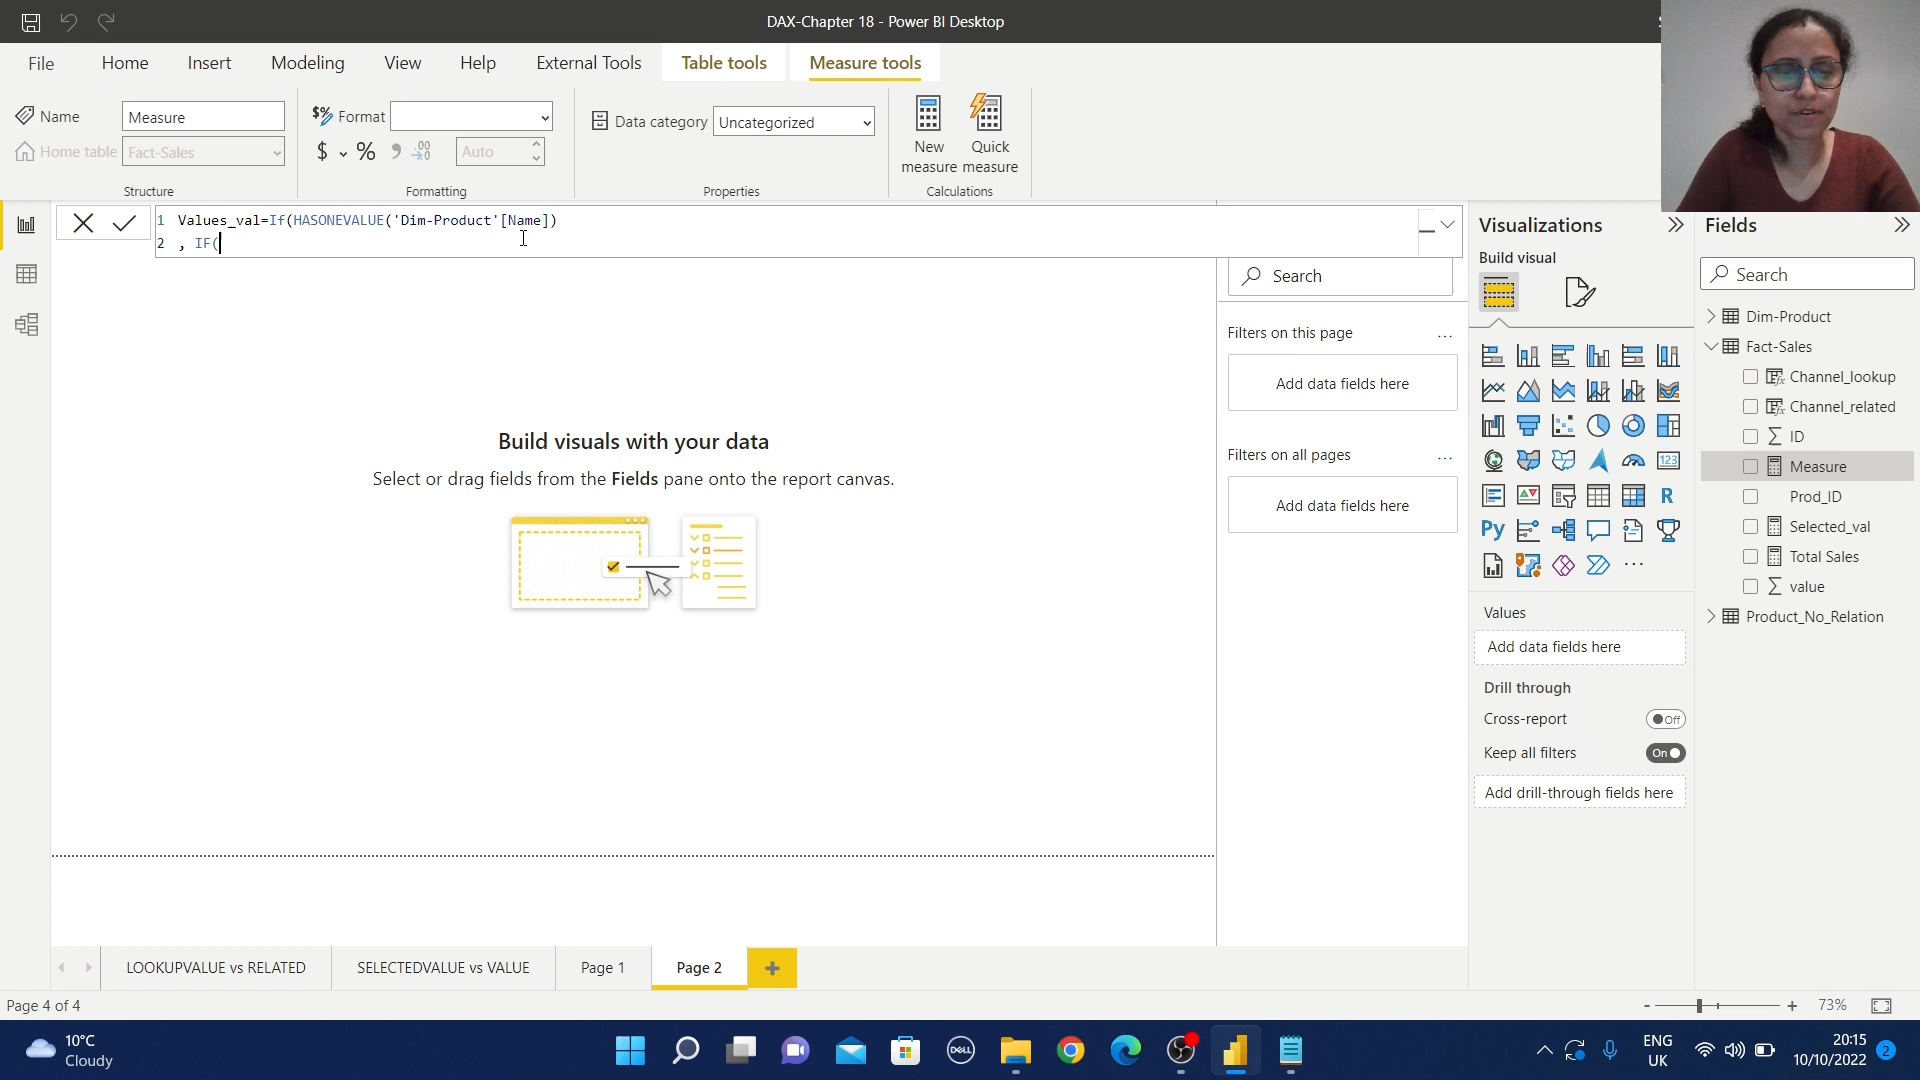 DAX-Chapter 18 - Power BI Desktop
File Home Insert Modeling View Help External Tools Table tools Measure tools
Name Measure
Home table Fact-Sales
Structure
Format
$ % Auto
Formatting
Data category Uncategorized
Properties
New measure
Quick measure
Calculations
1 Values_val=If(HASONEVALUE('Dim-Product'[Name])
2 , IF(
Build visuals with your data
Select or drag fields from the Fields pane onto the report canvas.
Search
Filters on this page ...
Add data fields here
Filters on all pages ...
Add data fields here
Visualizations
Build visual
123
R
Py
...
Values
Add data fields here
Drill through
Cross-report Off
Keep all filters On
Add drill-through fields here
Fields
Search
Dim-Product
Fact-Sales
Channel_lookup
Channel_related
ID
Measure
Prod_ID
Selected_val
Total Sales
value
Product_No_Relation
LOOKUPVALUE vs RELATED SELECTEDVALUE vs VALUE Page 1 Page 2 +
Page 4 of 4
- + 73%
10°C
Cloudy
DELL
ENG
UK
20:15
10/10/2022
2